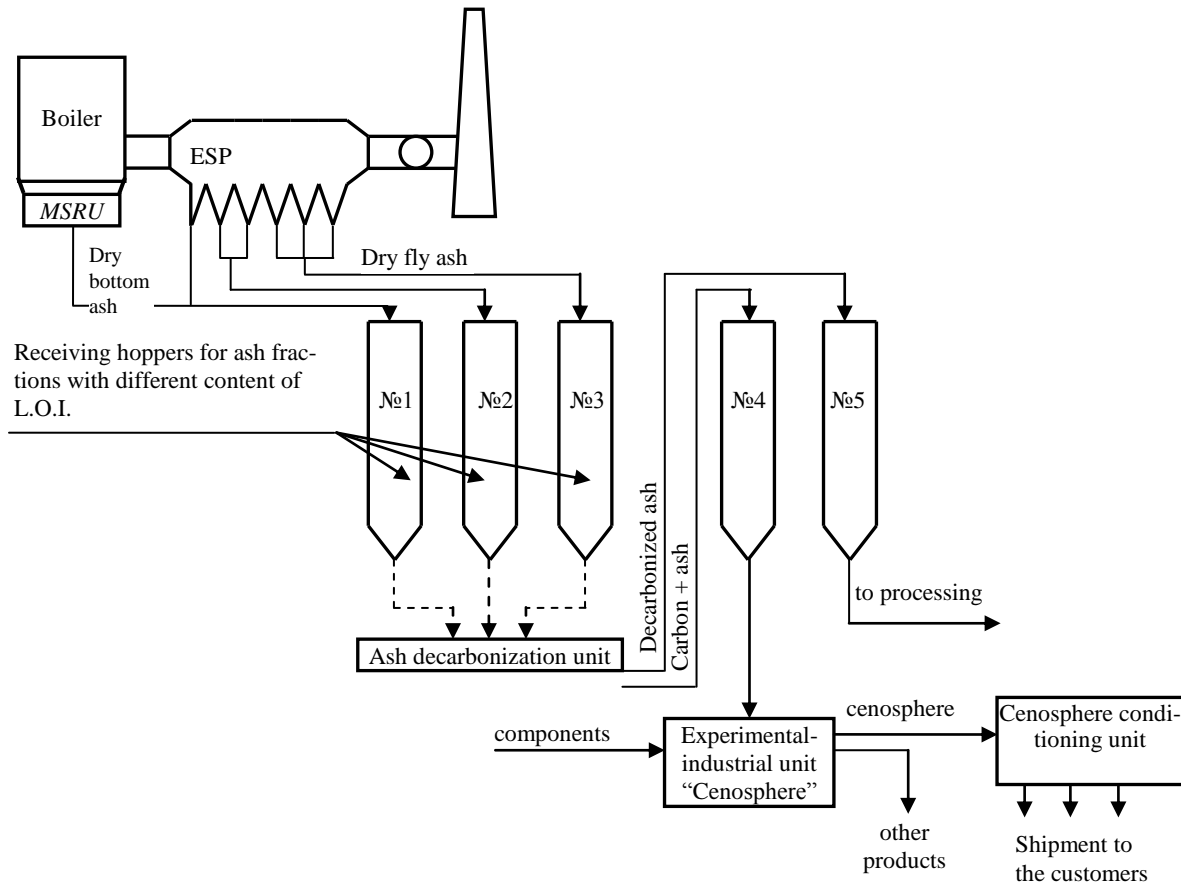 Boiler
ESP
MSRU
Dry
bottom
ash
Dry fly ash
Receiving hoppers for ash frac-
tions with different content of
L.O.I.
№1
№2
№3
№4
№5
Decarbonized ash
Carbon + ash
to processing
Ash decarbonization unit
components
Experimental-
industrial unit
“Cenosphere”
cenosphere
Cenosphere condi-
tioning unit
other
products
Shipment to
the customers